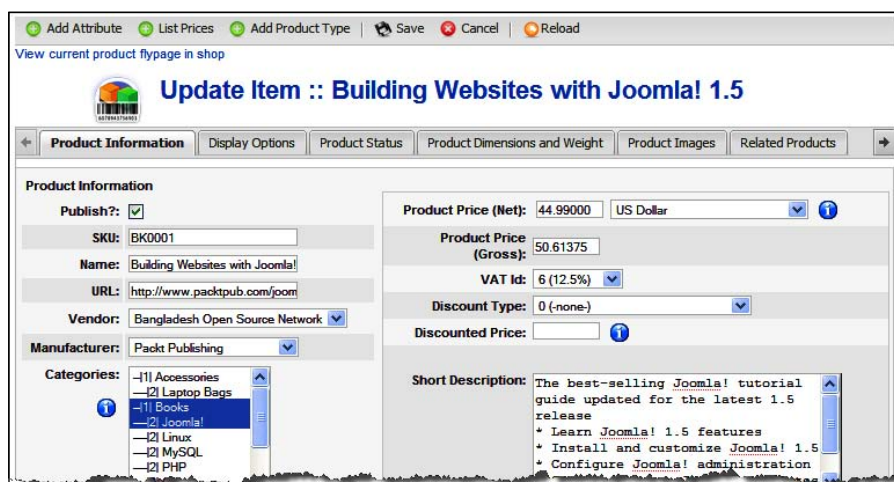 Add Attribute List Prices Add Product Type | Save Cancel | Reload
View current product flypage in shop
Update Item :: Building Websites with Joomla! 1.5
Product Information Display Options Product Status Product Dimensions and Weight Product Images Related Products
Product Information
Publish?:
SKU: BK0001
Name: Building Websites with Joomla!
URL: http://www.packtpub.com/joom
Vendor: Bangladesh Open Source Network
Manufacturer: Packt Publishing
Categories:
–|1| Accessories
––|2| Laptop Bags
–|1| Books
––|2| Joomla!
––|2| Linux
––|2| MySQL
––|2| PHP
Product Price (Net): 44.99000 US Dollar
Product Price
(Gross): 50.61375
VAT Id: 6 (12.5%)
Discount Type: 0 (-none-)
Discounted Price:
Short Description:
The best-selling Joomla! tutorial
guide updated for the latest 1.5
release
* Learn Joomla! 1.5 features
* Install and customize Joomla! 1.5
* Configure Joomla! administration